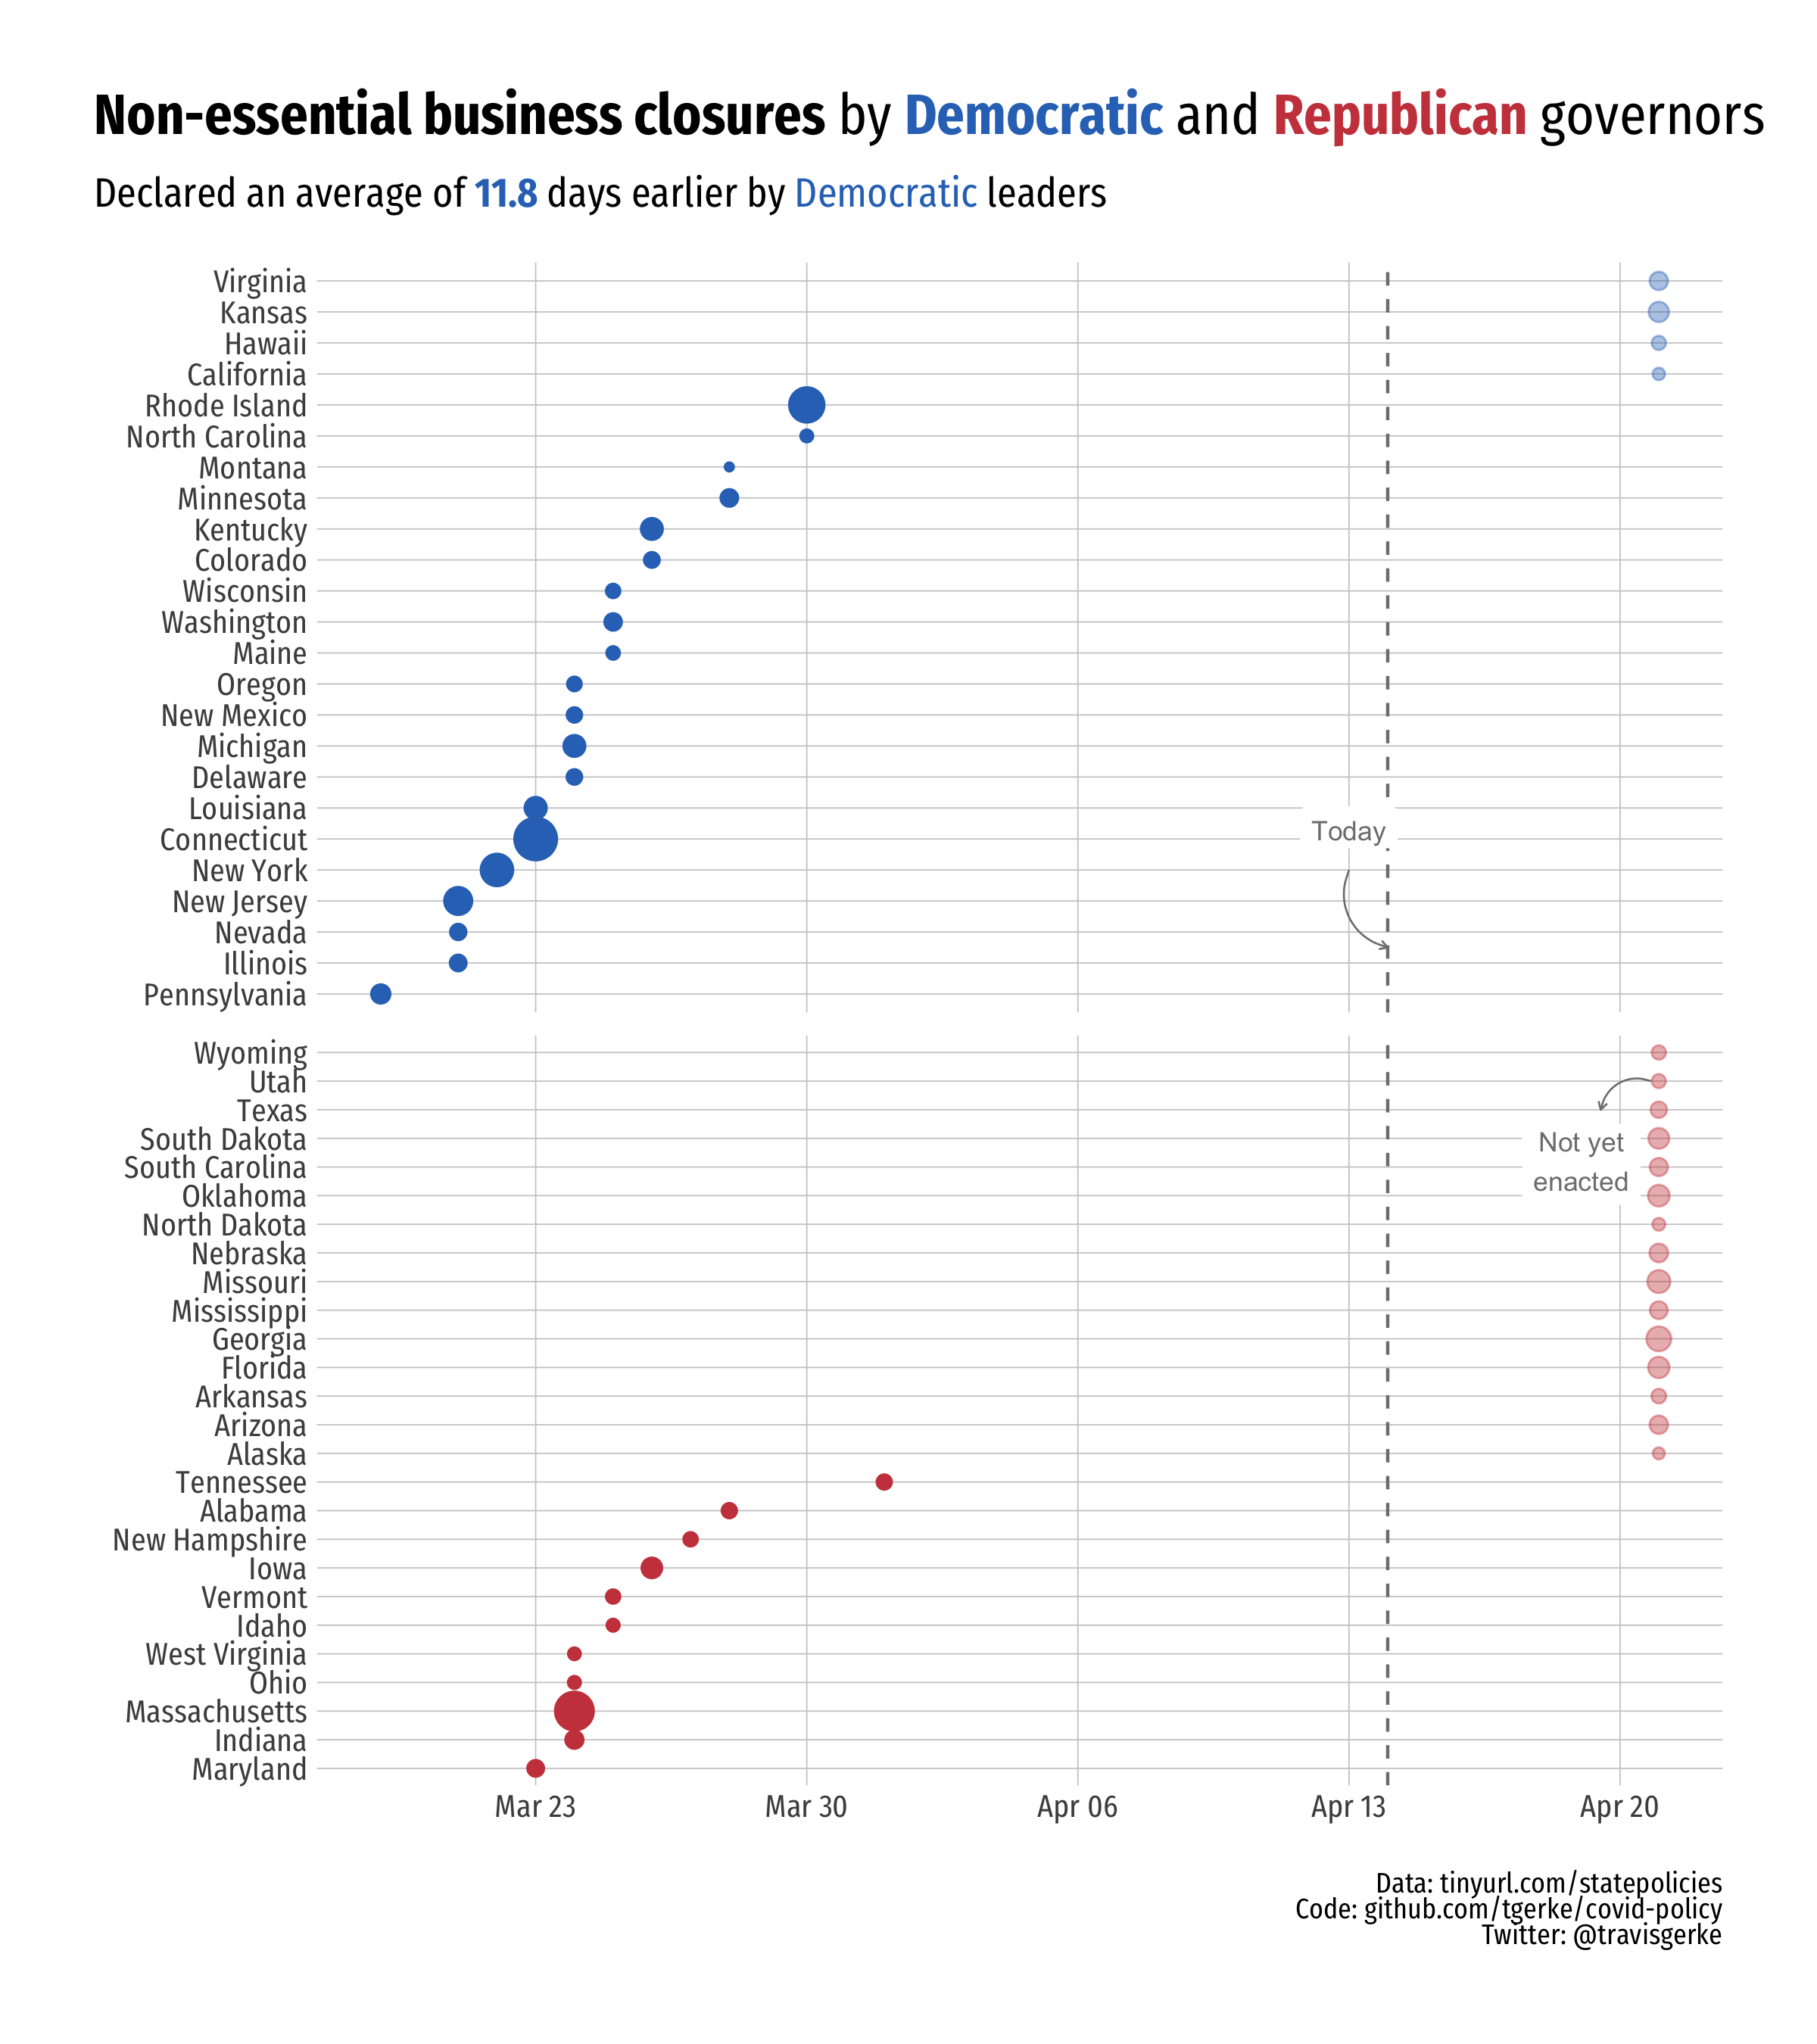 Non-essential business closures by Democratic and Republican governors
Declared an average of 11.8 days earlier by Democratic leaders
Virginia
Kansas
Hawaii
California
Rhode Island
North Carolina
Montana
Minnesota
Kentucky
Colorado
Wisconsin
Washington
Maine
Oregon
New Mexico
Michigan
Delaware
Louisiana
Connecticut
New York
New Jersey
Nevada
Illinois
Pennsylvania
Today
Wyoming
Utah
Texas
South Dakota
South Carolina
Oklahoma
North Dakota
Nebraska
Missouri
Mississippi
Georgia
Florida
Arkansas
Arizona
Alaska
Tennessee
Alabama
New Hampshire
Iowa
Vermont
Idaho
West Virginia
Ohio
Massachusetts
Indiana
Maryland
Not yet
enacted
Mar 23
Mar 30
Apr 06
Apr 13
Apr 20
Data: tinyurl.com/statepolicies
Code: github.com/tgerke/covid-policy
Twitter: @travisgerke